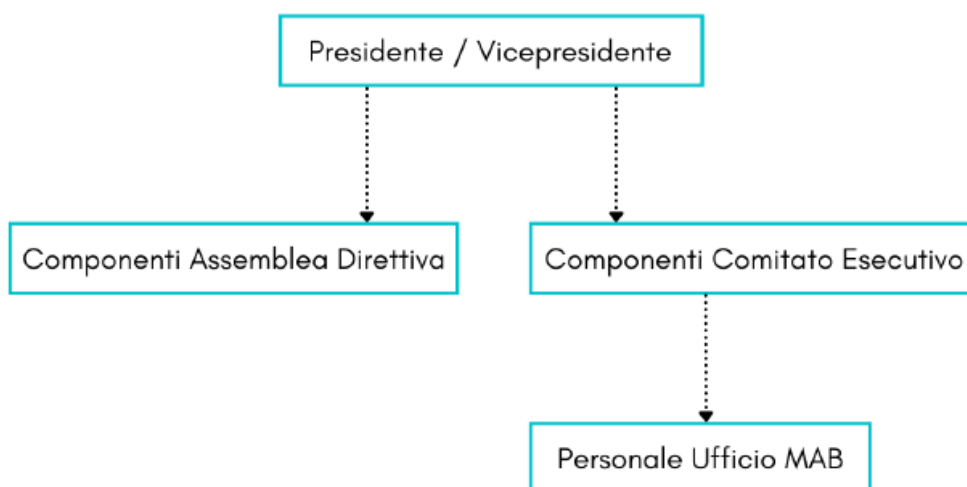 Presidente / Vicepresidente
Componenti Assemblea Direttiva
Componenti Comitato Esecutivo
Personale Ufficio MAB